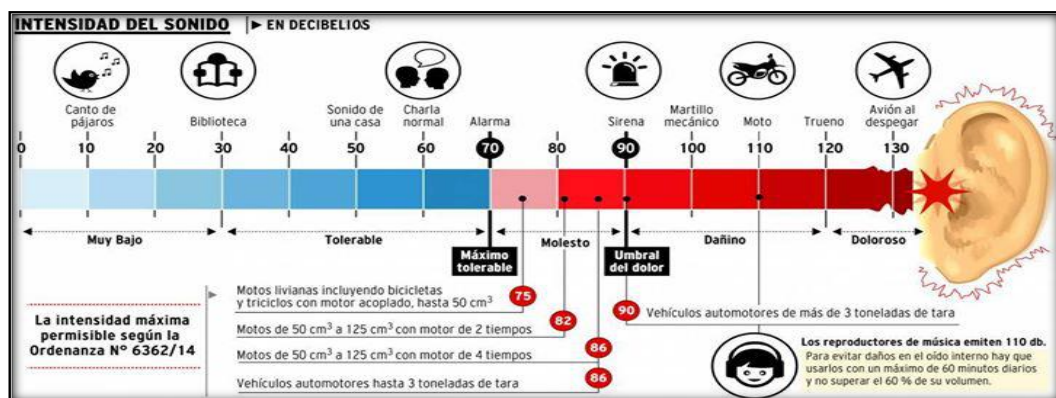 INTENSIDAD DEL SONIDO EN DECIBELIOS
Canto de
pájaros
Biblioteca
Sonido de
una casa
Charla
normal
Alarma
Sirena
Martillo
mecánico
Moto
Trueno
Avión al
despegar
0 10 20 30 40 50 60 70 80 90 100 110 120 130
Muy Bajo
Tolerable
Molesto
Dañino
Doloroso
Máximo
tolerable
Umbral
del dolor
La intensidad máxima
permisible según la
Ordenanza N° 6362/14
Motos livianas incluyendo bicicletas
y triciclos con motor acoplado, hasta 50 cm³
75
Motos de 50 cm³ a 125 cm³ con motor de 2 tiempos
82
Motos de 50 cm³ a 125 cm³ con motor de 4 tiempos
86
Vehículos automotores hasta 3 toneladas de tara
86
90
Vehículos automotores de más de 3 toneladas de tara
Los reproductores de música emiten 110 db.
Para evitar daños en el oído interno hay que
usarlos con un máximo de 60 minutos diarios
y no superar el 60 % de su volumen.